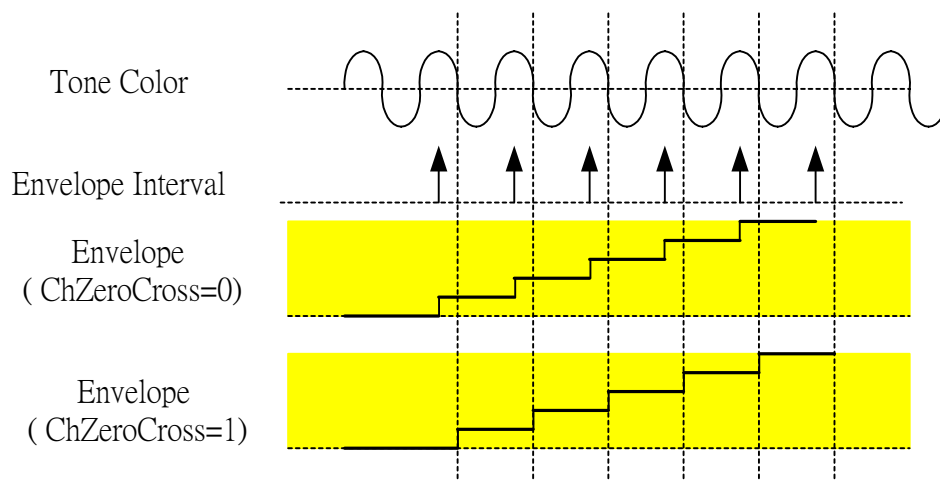 Tone Color
Envelope Interval
Envelope
( ChZeroCross=0)
Envelope
( ChZeroCross=1)